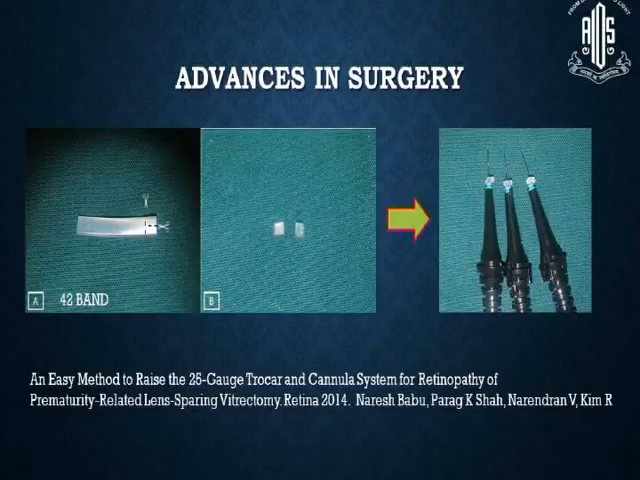 ADVANCES IN SURGERY
A
42 BAND
B
An Easy Method to Raise the 25-Gauge Trocar and Cannula System for Retinopathy of
Prematurity-Related Lens-Sparing Vitrectomy. Retina 2014.  Naresh Babu, Parag K Shah, Narendran V, Kim R